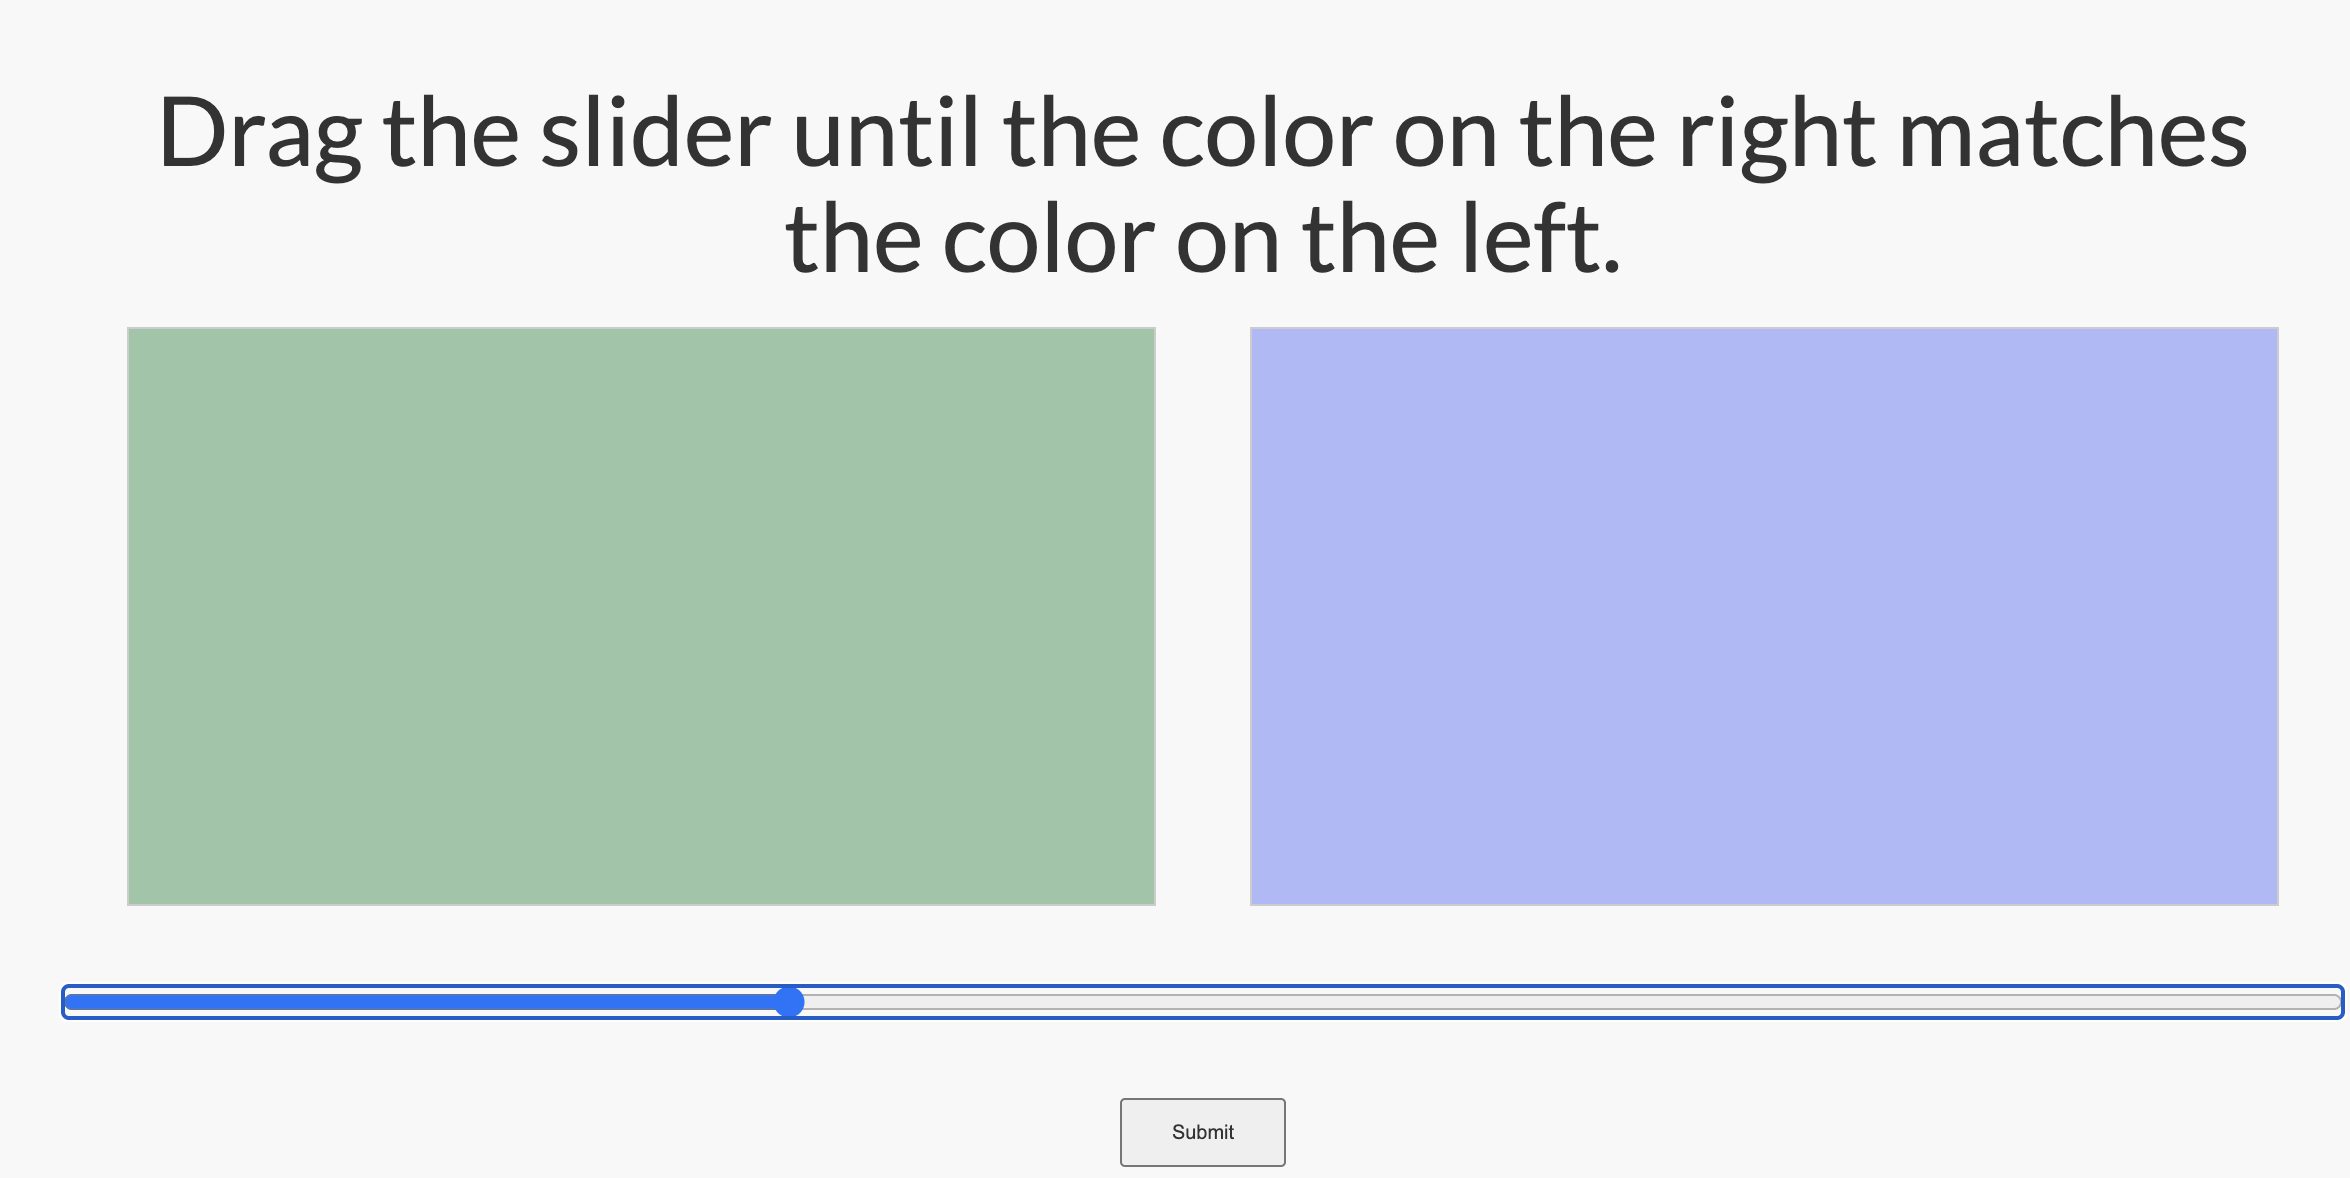 Drag the slider until the color on the right matches
the color on the left.
Submit